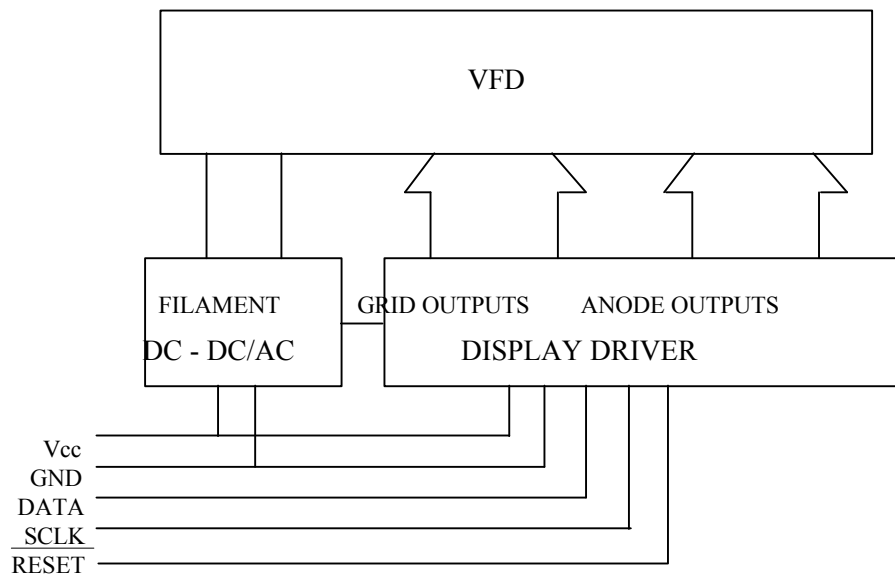 VFD
FILAMENT GRID OUTPUTS ANODE OUTPUTS
DC - DC/AC DISPLAY DRIVER
Vcc
GND
DATA
SCLK
RESET